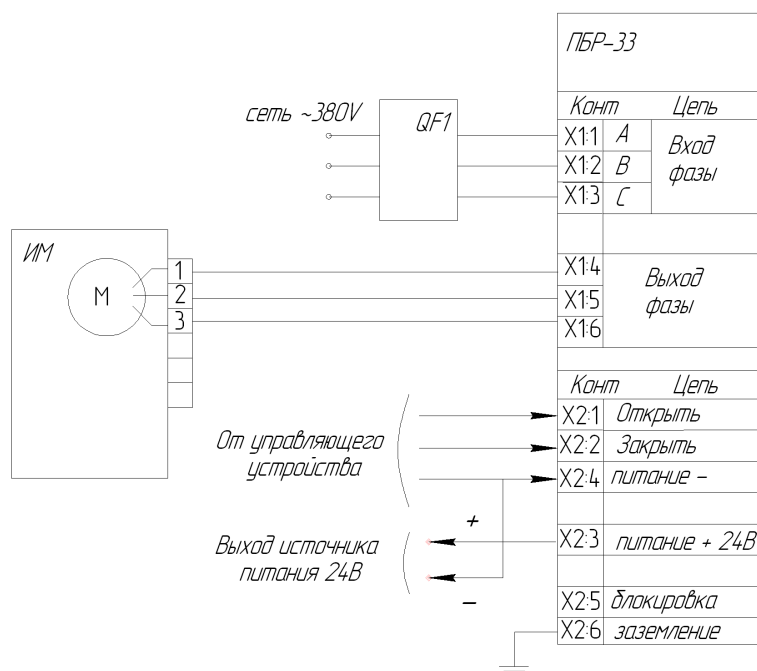 ПБР-33
сеть ~380V
QF1
Конт Цепь
X1:1 A
X1:2 B
X1:3 C
Вход
фазы
X1:4
X1:5
X1:6
Выход
фазы
ИМ
М
1
2
3
Конт Цепь
X2:1 Открыть
X2:2 Закрыть
X2:4 питание -
X2:3 питание + 24В
X2:5 блокировка
X2:6 заземление
От управляющего
устройства
+
Выход источника
питания 24В
-